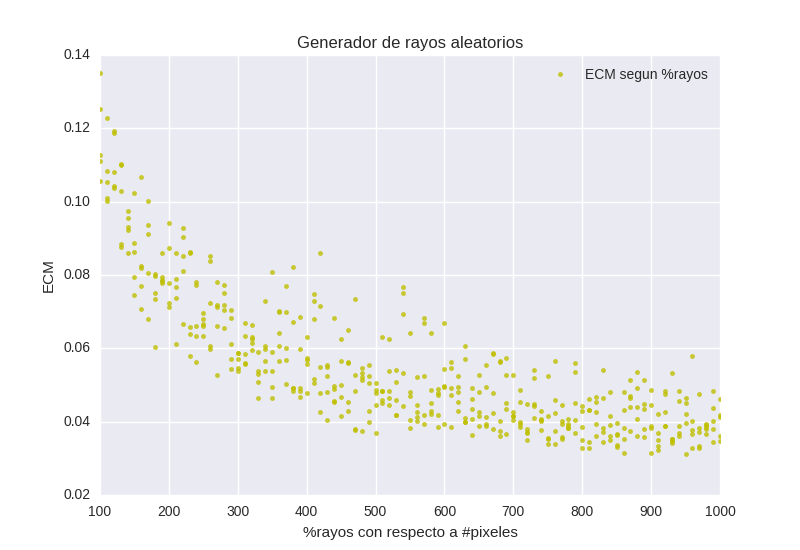 Generador de rayos aleatorios
ECM segun %rayos
ECM
0.14
0.12
0.10
0.08
0.06
0.04
0.02
100 200 300 400 500 600 700 800 900 1000
%rayos con respecto a #pixeles